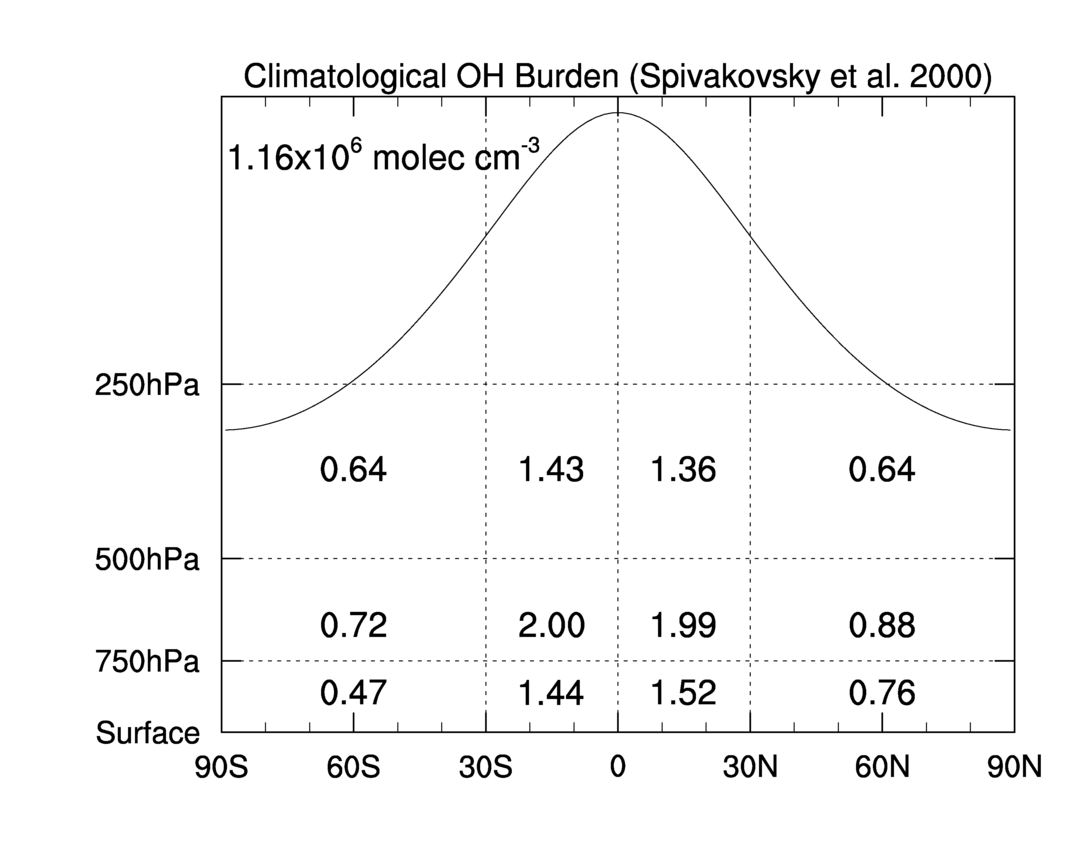 Climatological OH Burden (Spivakovsky et al. 2000)
1.16x10⁶ molec cm⁻³
250hPa
0.64 1.43 1.36 0.64
500hPa
0.72 2.00 1.99 0.88
750hPa
0.47 1.44 1.52 0.76
Surface
90S 60S 30S 0 30N 60N 90N